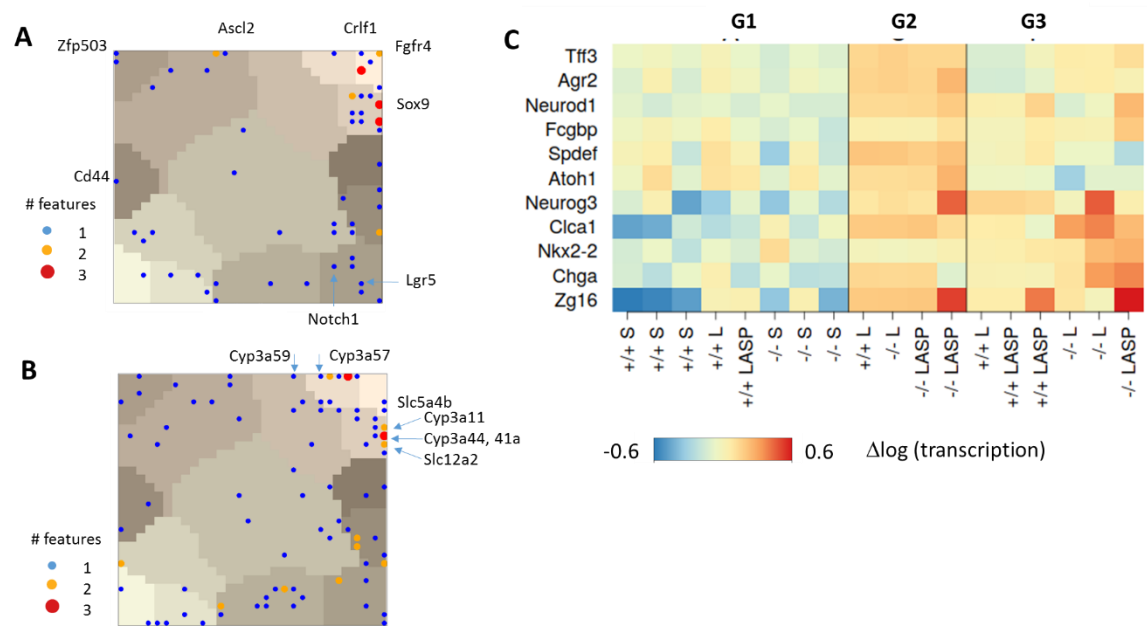 A
Zfp503
Ascl2
Crlf1
Fgfr4
Sox9
Cd44
# features
1
2
3
Lgr5
Notch1
B
Cyp3a59
Cyp3a57
Slc5a4b
Cyp3a11
Cyp3a44, 41a
Slc12a2
# features
1
2
3
C
G1
G2
G3
Tff3
Agr2
Neurod1
Fcgbp
Spdef
Atoh1
Neurog3
Clca1
Nkx2-2
Chga
Zg16
+/+ S
+/+ S
+/+ S
+/+ L
+/+ LASP
-/- S
-/- S
-/- S
+/+ L
-/- L
-/- LASP
-/- LASP
+/+ L
+/+ LASP
+/+ LASP
-/- L
-/- L
-/- LASP
-0.6
0.6
Δlog (transcription)